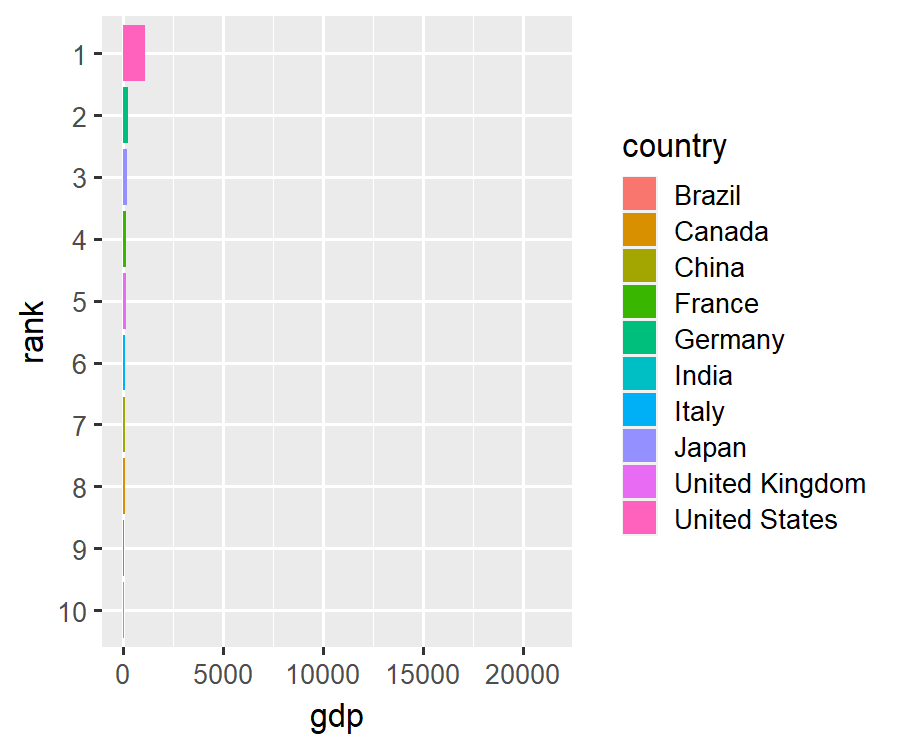 1
2
3
4
5
6
7
8
9
10
rank
0 5000 10000 15000 20000
gdp
country
Brazil
Canada
China
France
Germany
India
Italy
Japan
United Kingdom
United States